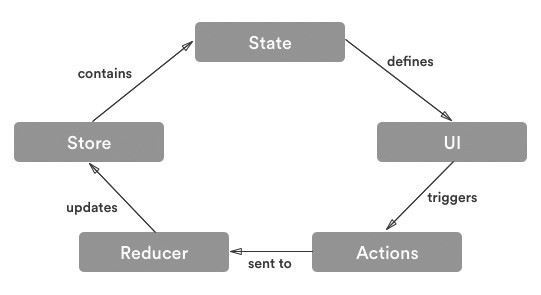 State
contains
defines
Store
UI
updates
triggers
Reducer
sent to
Actions